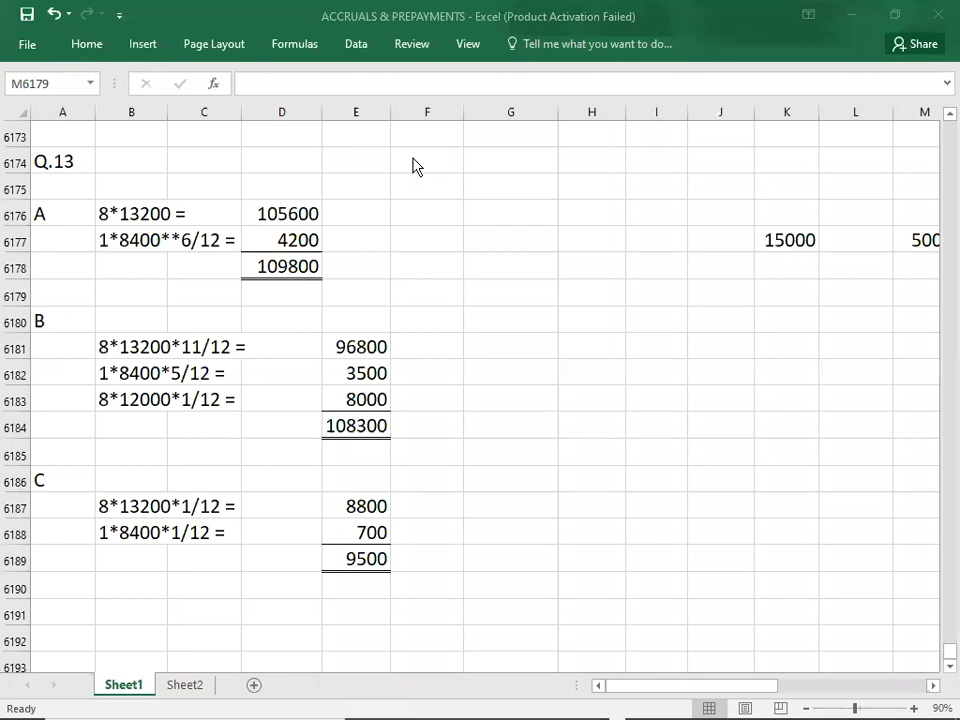 ACCRUALS & PREPAYMENTS - Excel (Product Activation Failed)
File Home Insert Page Layout Formulas Data Review View Tell me what you want to do... Share
M6179 fx
A B C D E F G H I J K L M
6173
6174 Q.13
6175
6176 A 8*13200 = 105600
6177 1*8400**6/12 = 4200 15000 500
6178 109800
6179
6180 B
6181 8*13200*11/12 = 96800
6182 1*8400*5/12 = 3500
6183 8*12000*1/12 = 8000
6184 108300
6185
6186 C
6187 8*13200*1/12 = 8800
6188 1*8400*1/12 = 700
6189 9500
6190
6191
6192
6193
Sheet1 Sheet2
Ready 90%